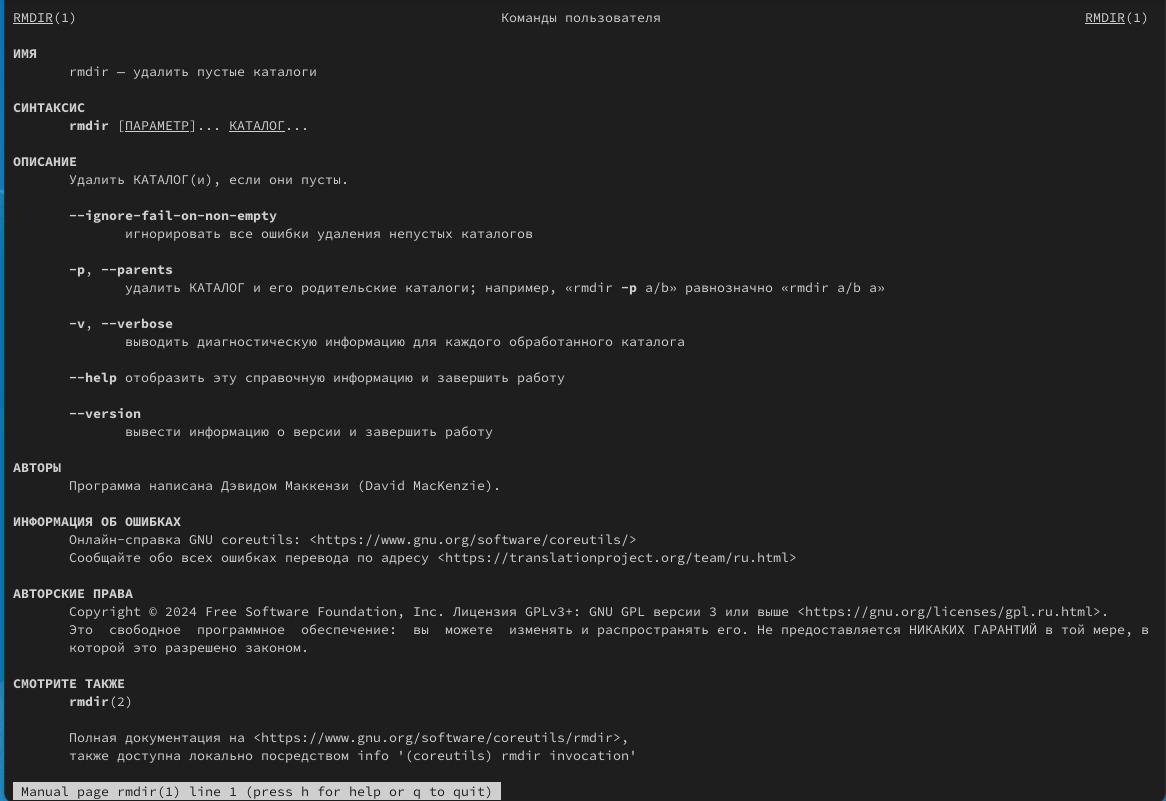 RMDIR(1) Команды пользователя RMDIR(1)
ИМЯ
rmdir — удалить пустые каталоги
СИНТАКСИС
rmdir [ПАРАМЕТР]... КАТАЛОГ...
ОПИСАНИЕ
Удалить КАТАЛОГ(и), если они пусты.
--ignore-fail-on-non-empty
игнорировать все ошибки удаления непустых каталогов
-p, --parents
удалить КАТАЛОГ и его родительские каталоги; например, «rmdir -p a/b» равнозначно «rmdir a/b a»
-v, --verbose
выводить диагностическую информацию для каждого обработанного каталога
--help отобразить эту справочную информацию и завершить работу
--version
вывести информацию о версии и завершить работу
АВТОРЫ
Программа написана Дэвидом Маккензи (David MacKenzie).
ИНФОРМАЦИЯ ОБ ОШИБКАХ
Онлайн-справка GNU coreutils: <https://www.gnu.org/software/coreutils/>
Сообщайте обо всех ошибках перевода по адресу <https://translationproject.org/team/ru.html>
АВТОРСКИЕ ПРАВА
Copyright © 2024 Free Software Foundation, Inc. Лицензия GPLv3+: GNU GPL версии 3 или выше <https://gnu.org/licenses/gpl.ru.html>.
Это свободное программное обеспечение: вы можете изменять и распространять его. Не предоставляется НИКАКИХ ГАРАНТИЙ в той мере, в
которой это разрешено законом.
СМОТРИТЕ ТАКЖЕ
rmdir(2)
Полная документация на <https://www.gnu.org/software/coreutils/rmdir>,
также доступна локально посредством info '(coreutils) rmdir invocation'
Manual page rmdir(1) line 1 (press h for help or q to quit)